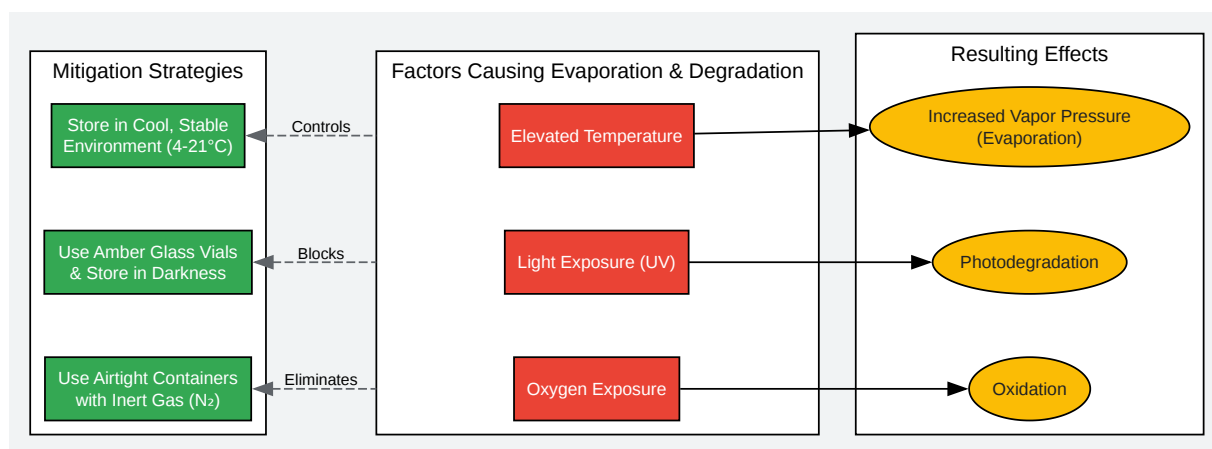 Mitigation Strategies
Store in Cool, Stable
Environment (4-21°C)
Use Amber Glass Vials
& Store in Darkness
Use Airtight Containers
with Inert Gas (N₂)
Controls
Blocks
Eliminates
Factors Causing Evaporation & Degradation
Elevated Temperature
Light Exposure (UV)
Oxygen Exposure
Resulting Effects
Increased Vapor Pressure
(Evaporation)
Photodegradation
Oxidation